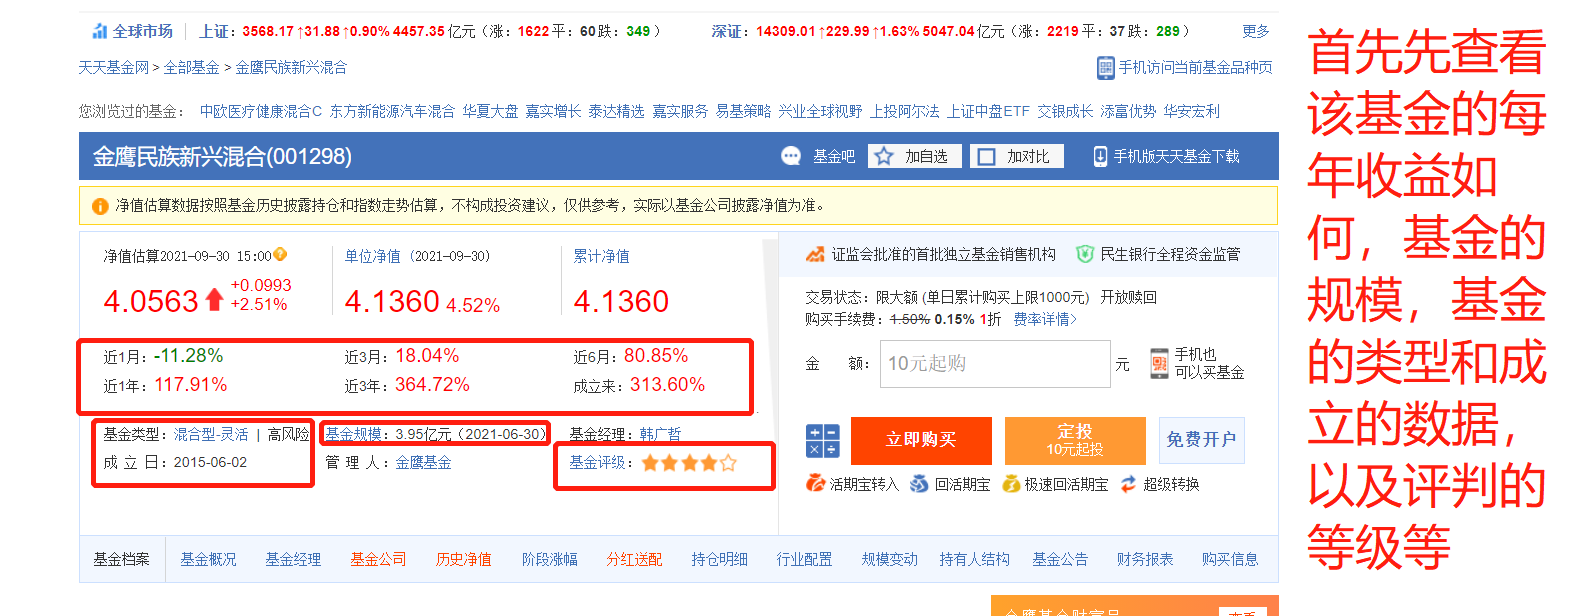 全球市场 | 上证：3568.17↑31.88↑0.90% 4457.35亿元（涨：1622平：60跌：349） 深证：14309.01↑229.99↑1.63% 5047.04亿元（涨：2219平：37跌：289） 更多
天天基金网 > 全部基金 > 金鹰民族新兴混合 手机访问当前基金品种页
您浏览过的基金： 中欧医疗健康混合C 东方新能源汽车混合 华夏大盘 嘉实增长 泰达精选 嘉实服务 易基策略 兴业全球视野 上投阿尔法 上证中盘ETF 交银成长 添富优势 华安宏利
金鹰民族新兴混合(001298) 基金吧 加自选 加对比 手机版天天基金下载
净值估算数据按照基金历史披露持仓和指数走势估算，不构成投资建议，仅供参考，实际以基金公司披露净值为准。
净值估算2021-09-30 15:00 单位净值（2021-09-30） 累计净值
4.0563 +0.0993 +2.51% 4.1360 4.52% 4.1360
近1月：-11.28% 近3月：18.04% 近6月：80.85%
近1年：117.91% 近3年：364.72% 成立来：313.60%
基金类型：混合型-灵活 | 高风险 基金规模：3.95亿元（2021-06-30） 基金经理：韩广哲
成 立 日：2015-06-02 管 理 人：金鹰基金 基金评级：★★★★☆
证监会批准的首批独立基金销售机构 民生银行全程资金监管
交易状态：限大额 (单日累计购买上限1000元) 开放赎回
购买手续费：1.50% 0.15% 1折 费率详情>
金 额： 10元起购 元 手机也
可以买基金
立即购买 定投 免费开户
10元起投
活期宝转入 回活期宝 极速回活期宝 超级转换
基金档案 基金概况 基金经理 基金公司 历史净值 阶段涨幅 分红送配 持仓明细 行业配置 规模变动 持有人结构 基金公告 财务报表 购买信息
首先先查看
该基金的每
年收益如
何，基金的
规模，基金
的类型和成
立的数据，
以及评判的
等级等